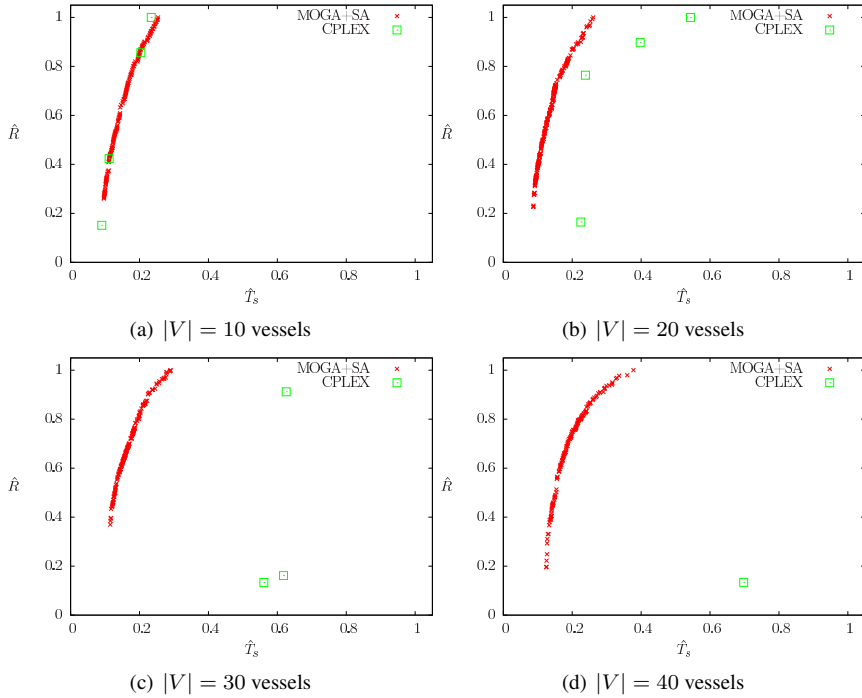 1
0.8
0.6
0.4
0.2
0
0
0.2
0.4
0.6
0.8
1
R̂
T̂s
MOGA+SA
CPLEX
(a) |V| = 10 vessels
1
0.8
0.6
0.4
0.2
0
0
0.2
0.4
0.6
0.8
1
R̂
T̂s
MOGA+SA
CPLEX
(b) |V| = 20 vessels
1
0.8
0.6
0.4
0.2
0
0
0.2
0.4
0.6
0.8
1
R̂
T̂s
MOGA+SA
CPLEX
(c) |V| = 30 vessels
1
0.8
0.6
0.4
0.2
0
0
0.2
0.4
0.6
0.8
1
R̂
T̂s
MOGA+SA
CPLEX
(d) |V| = 40 vessels